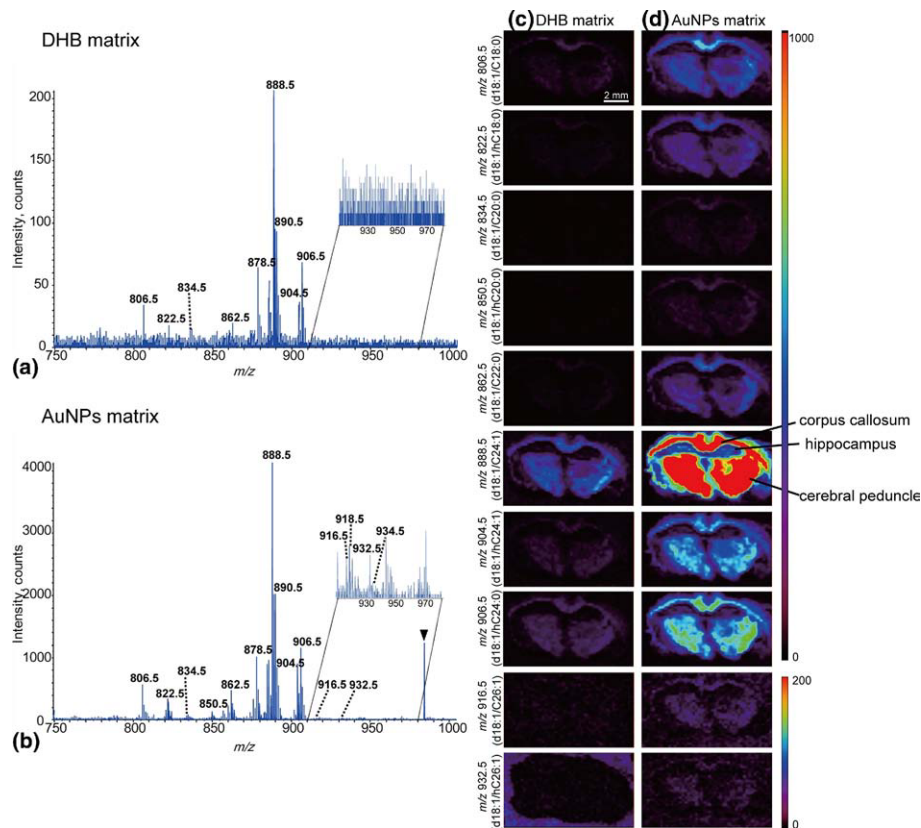 DHB matrix
Intensity, counts
200
150
100
50
0
888.5
890.5
878.5
906.5
904.5
834.5
806.5
822.5
862.5
930
950
970
750
800
850
900
950
1000
m/z
(a)
AuNPs matrix
Intensity, counts
4000
3000
2000
1000
0
888.5
890.5
878.5
906.5
904.5
806.5
834.5
822.5
850.5
862.5
916.5
932.5
918.5
916.5
932.5
934.5
930
950
970
750
800
850
900
950
1000
m/z
(b)
(c) DHB matrix
(d) AuNPs matrix
m/z 806.5
(d18:1/C18:0)
2 mm
m/z 822.5
(d18:1/hC18:0)
m/z 834.5
(d18:1/C20:0)
m/z 850.5
(d18:1/hC20:0)
m/z 862.5
(d18:1/C22:0)
m/z 888.5
(d18:1/C24:1)
m/z 904.5
(d18:1/hC24:1)
m/z 906.5
(d18:1/hC24:0)
m/z 916.5
(d18:1/C26:1)
m/z 932.5
(d18:1/hC26:1)
corpus callosum
hippocampus
cerebral peduncle
1000
0
200
0